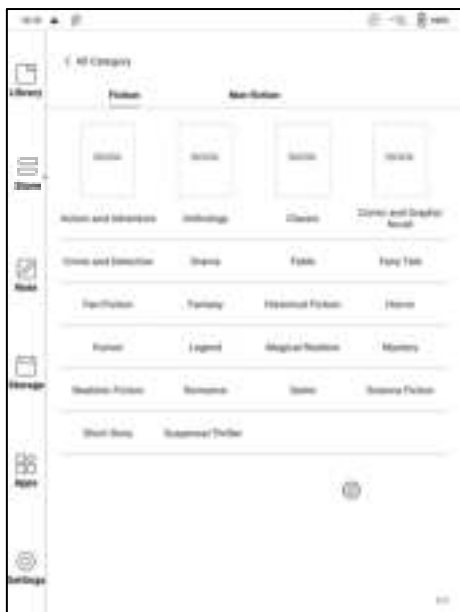 All Category
Fiction Non-fiction
Library
Store
Action and Adventure Anthology Classic Comic and Graphic Novel
Crime and Detective Drama Fable Fairy Tale
Note
Fan Fiction Fantasy Historical Fiction Horror
Humor Legend Magical Realism Mystery
Storage
Realistic Fiction Romance Satire Science Fiction
Short Story Suspense/Thriller
Apps
Settings